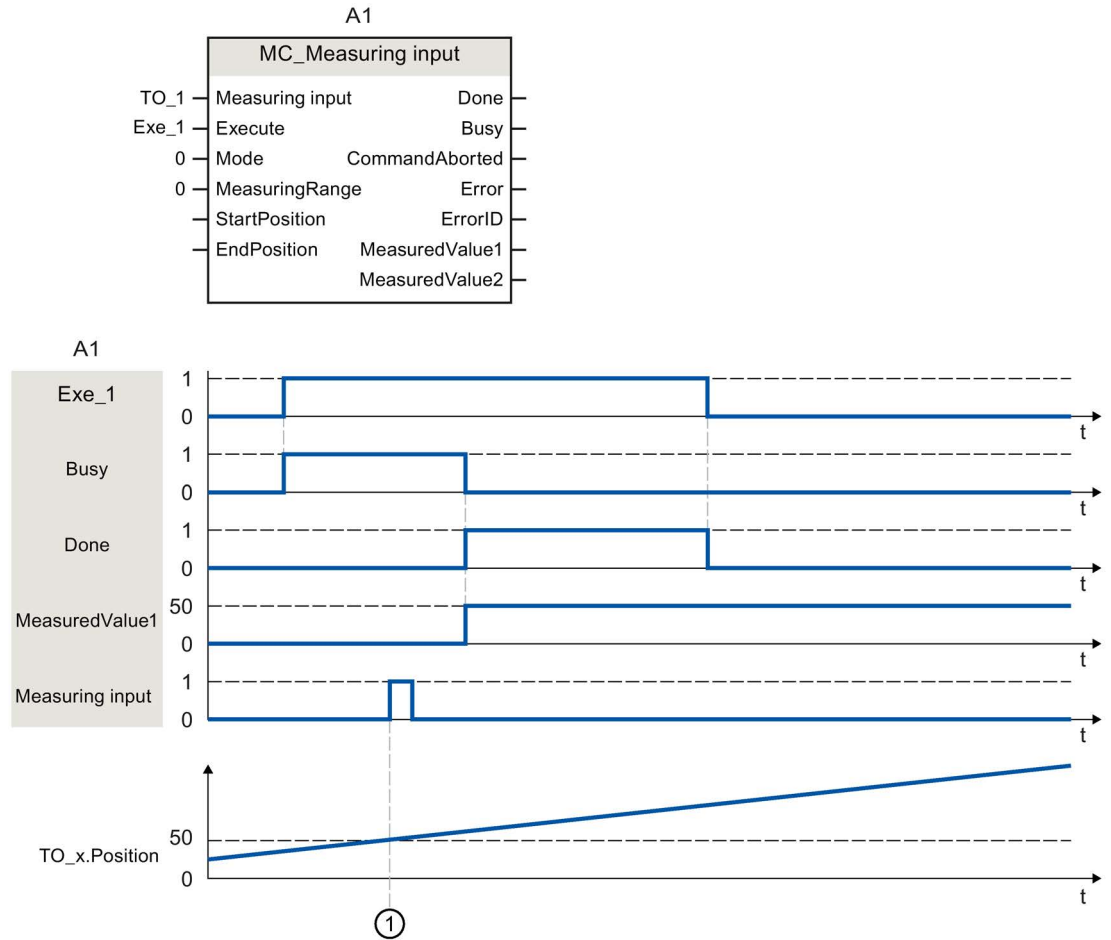 A1
MC_Measuring input
TO_1 Measuring input Done
Exe_1 Execute Busy
0 Mode CommandAborted
0 MeasuringRange Error
StartPosition ErrorID
EndPosition MeasuredValue1
MeasuredValue2
A1
Exe_1 1
0
t
Busy 1
0
t
Done 1
0
t
MeasuredValue1 50
0
t
Measuring input 1
0
t
50
TO_x.Position
0
t
1